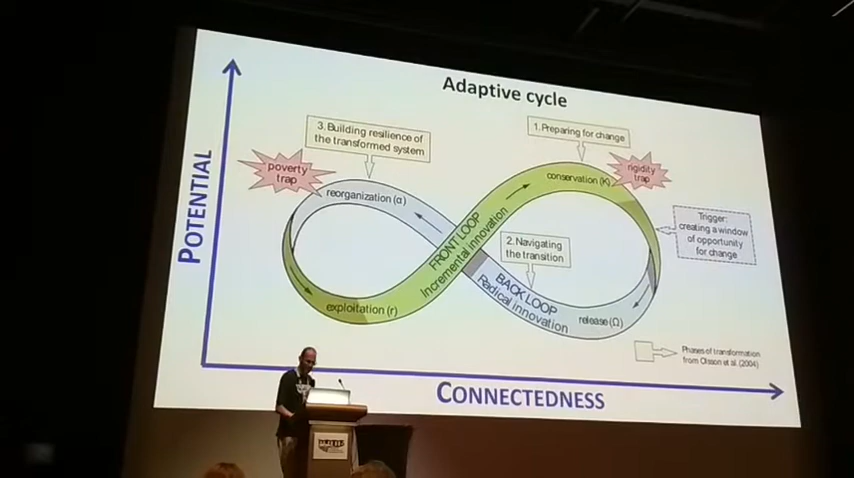 Adaptive cycle
3. Building resilience of
the transformed system
1. Preparing for change
poverty
trap
rigidity
trap
reorganization (α)
conservation (K)
Trigger:
creating a window
of opportunity
for change
FRONT LOOP
Incremental innovation
2. Navigating
the transition
BACK LOOP
Radical innovation
exploitation (r)
release (Ω)
Phases of transformation
from Olsson et al. (2004)
POTENTIAL
CONNECTEDNESS